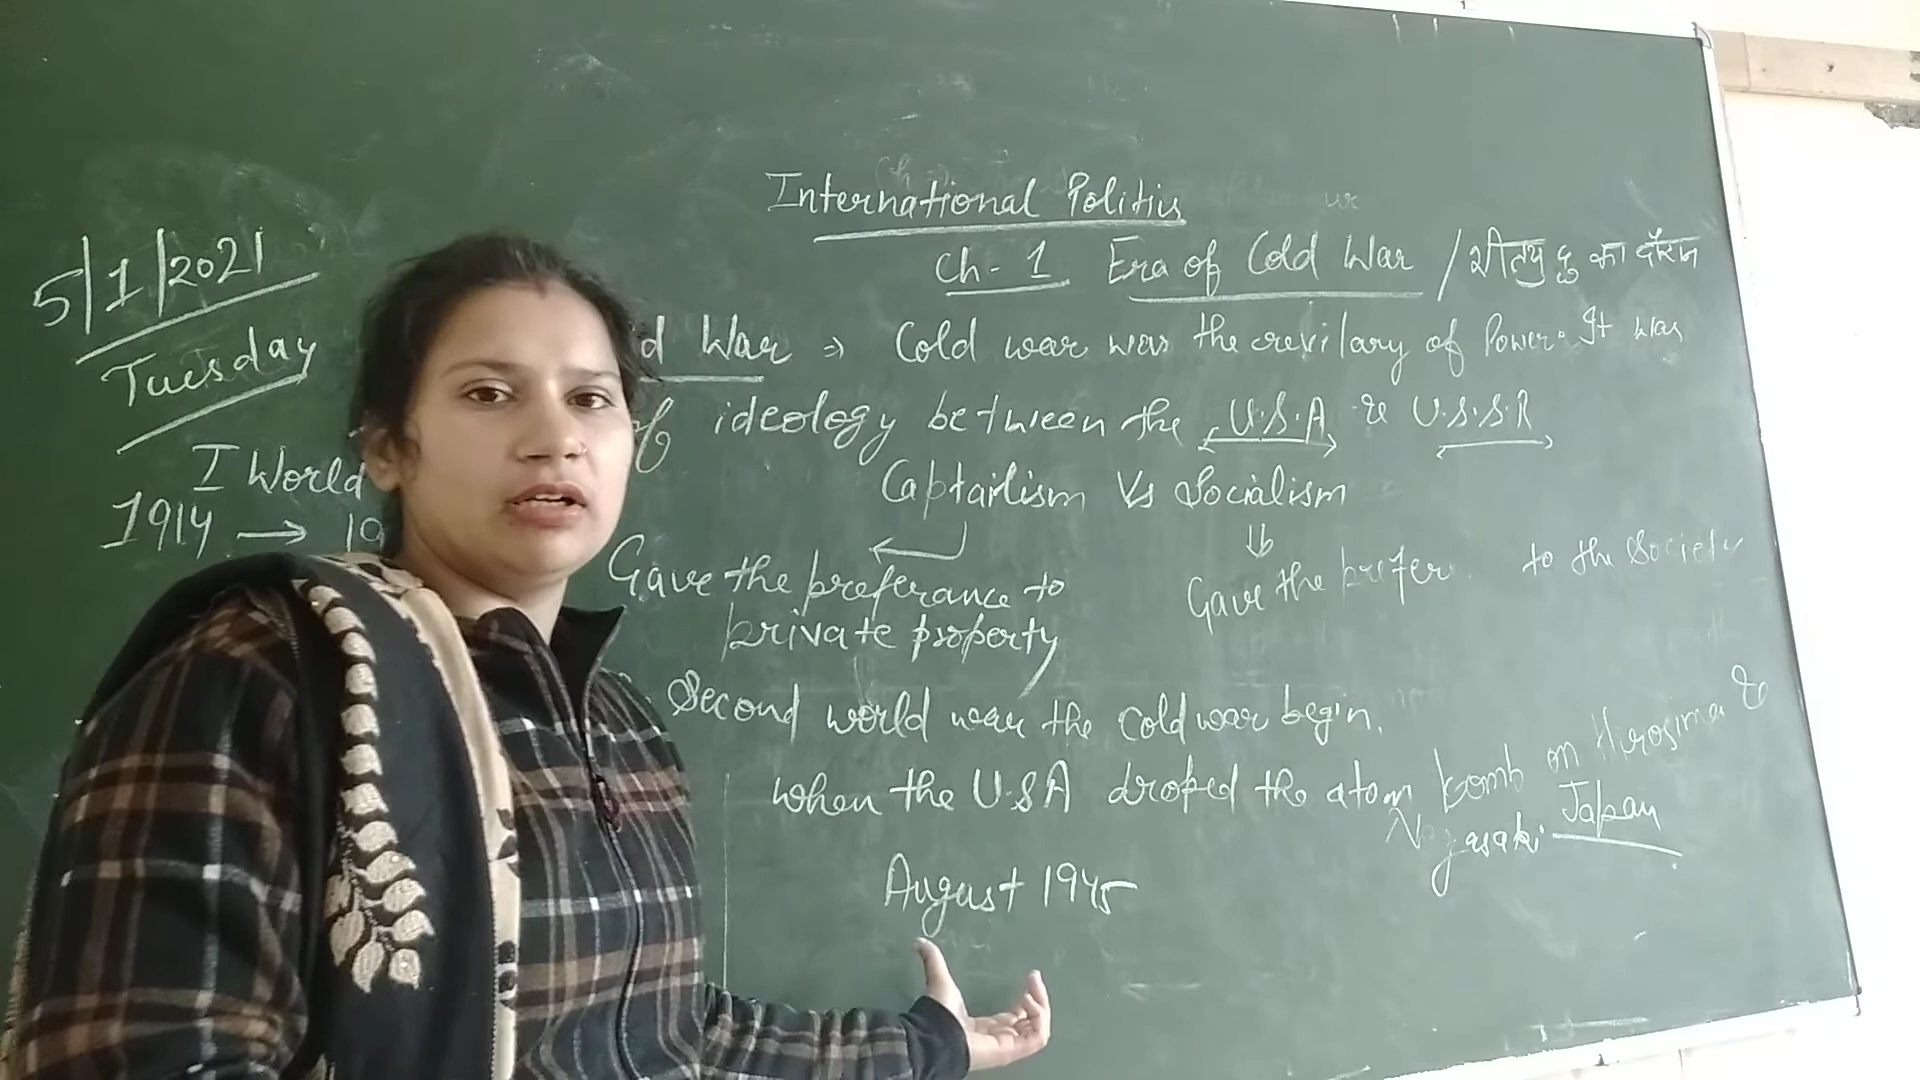 International Politics
Ch-1 Era of Cold War / शीतयुद्ध का दौर
5/1/2021
Tuesday
d War ⇒ Cold war was the revilary of Power. It was
of ideology between the U.S.A & U.S.S.R
I World
1914 → 19
Captailism Vs Socialism
Gave the preferance to
private property
Gave the prefer to the Society
Second world war the cold war begin.
when the U.S.A droped the atom bomb on Hirosima &
Nagasaki Japan
August 1945